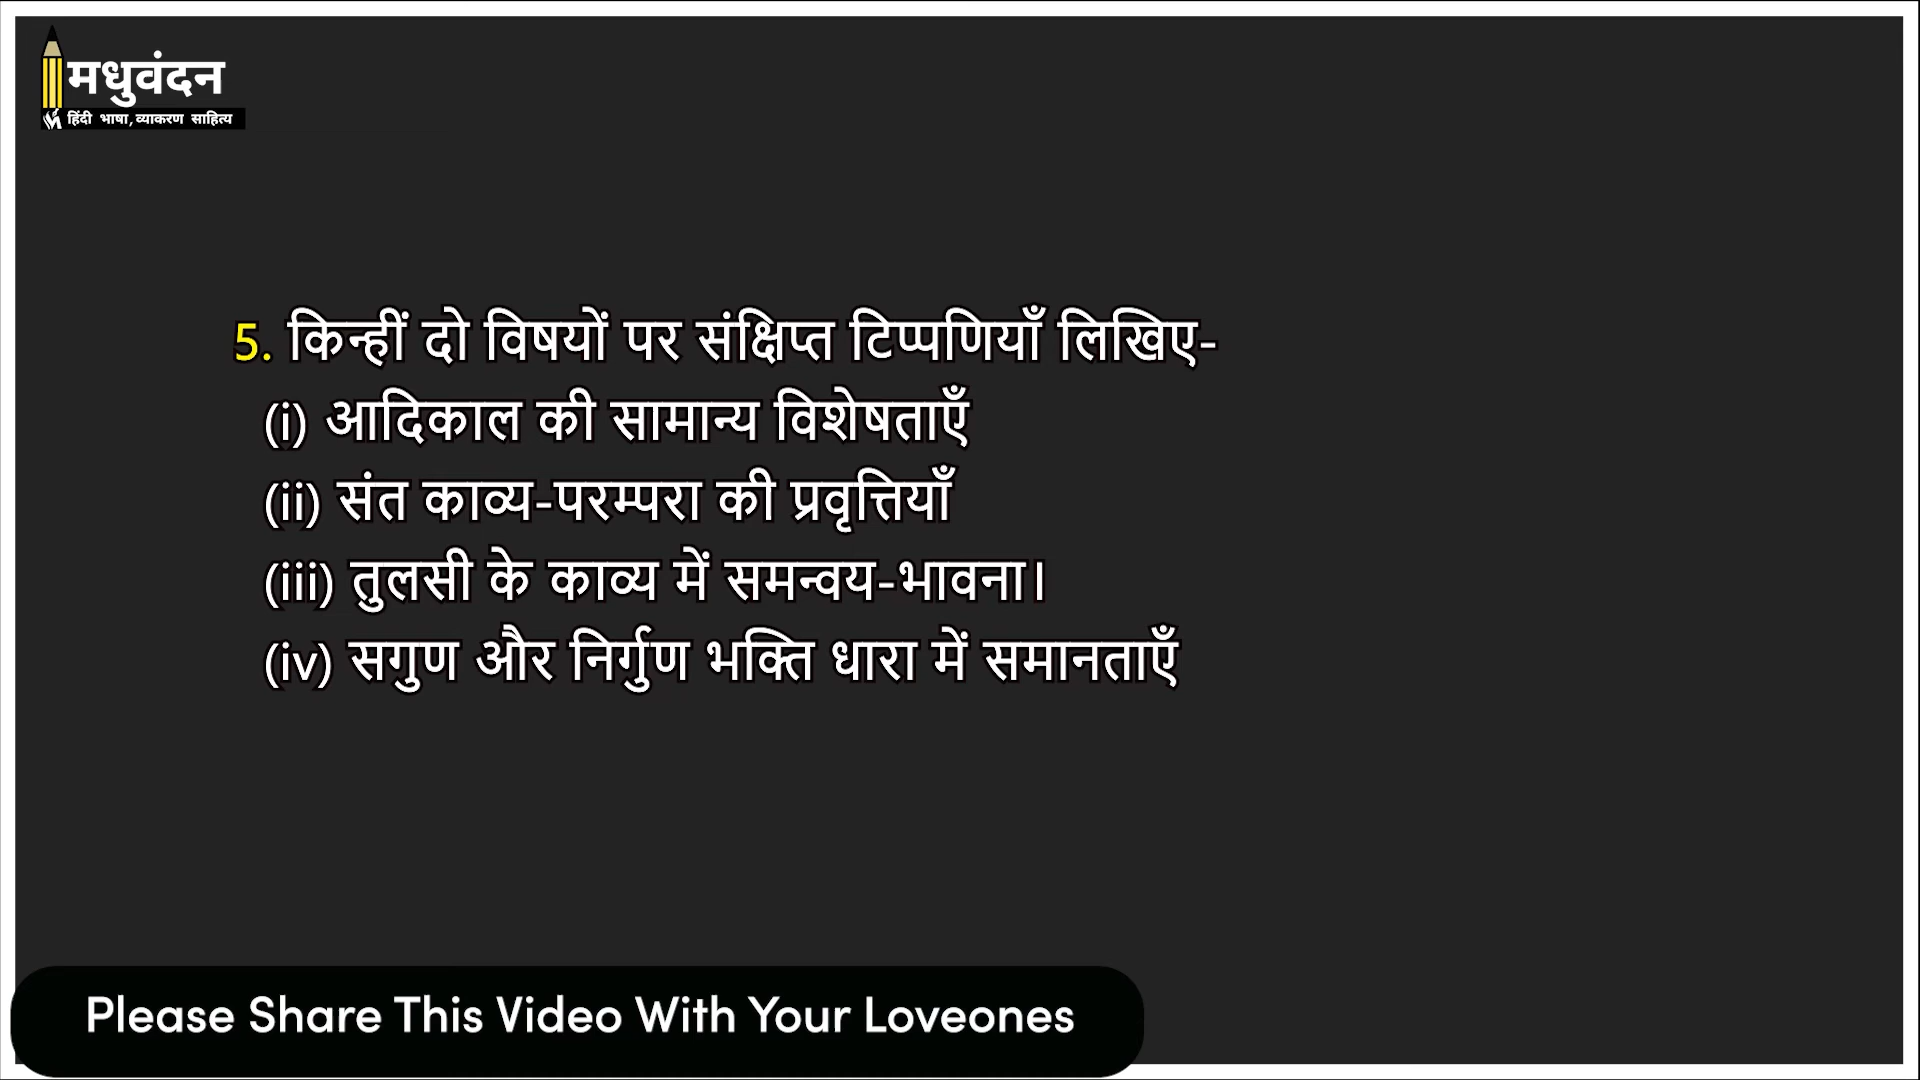 मधुवंदन
हिंदी भाषा,व्याकरण साहित्य
5. किन्हीं दो विषयों पर संक्षिप्त टिप्पणियाँ लिखिए-
(i) आदिकाल की सामान्य विशेषताएँ
(ii) संत काव्य-परम्परा की प्रवृत्तियाँ
(iii) तुलसी के काव्य में समन्वय-भावना।
(iv) सगुण और निर्गुण भक्ति धारा में समानताएँ
Please Share This Video With Your Loveones